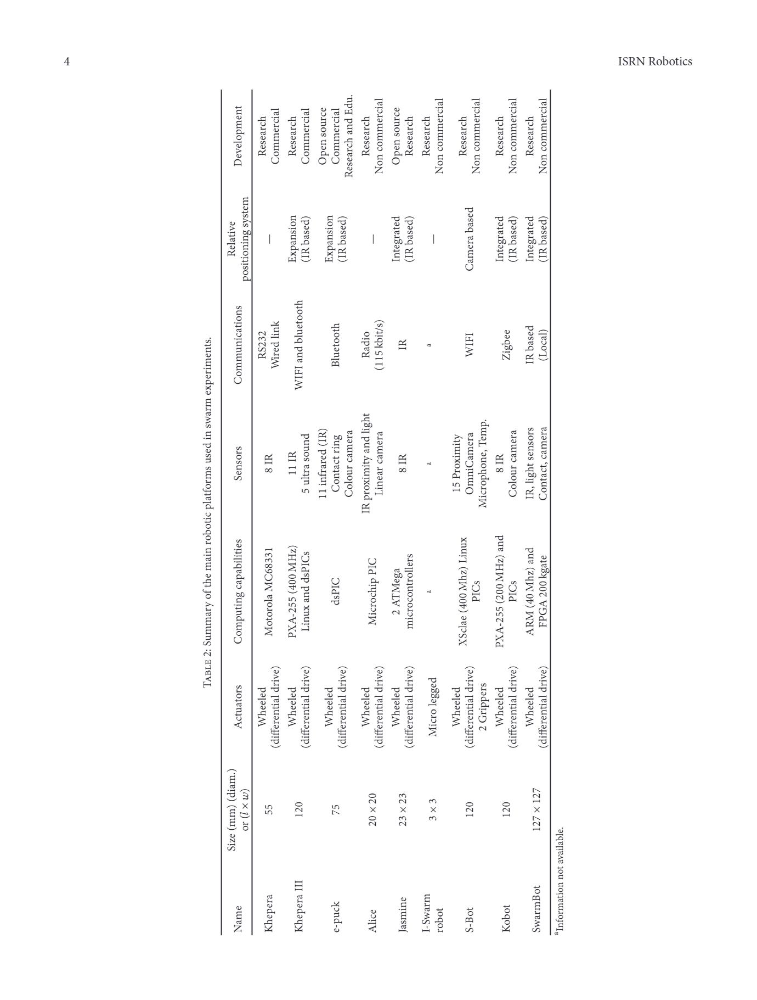 4
ISRN Robotics
TABLE 2: Summary of the main robotic platforms used in swarm experiments.
Name
Size (mm) (diam.)
or (l × w)
Actuators
Computing capabilities
Sensors
Communications
Relative
positioning system
Development
Khepera
55
Wheeled
(differential drive)
Motorola MC68331
8 IR
RS232
Wired link
—
Research
Commercial
Khepera III
120
Wheeled
(differential drive)
PXA-255 (400 MHz)
Linux and dsPICs
11 IR
5 ultra sound
WIFI and bluetooth
Expansion
(IR based)
Research
Commercial
e-puck
75
Wheeled
(differential drive)
dsPIC
11 infrared (IR)
Contact ring
Colour camera
Bluetooth
Expansion
(IR based)
Open source
Commercial
Research and Edu.
Alice
20 × 20
Wheeled
(differential drive)
Microchip PIC
IR proximity and light
Linear camera
Radio
(115 kbit/s)
—
Research
Non commercial
Jasmine
23 × 23
Wheeled
(differential drive)
2 ATMega
microcontrollers
8 IR
IR
Integrated
(IR based)
Open source
Research
I-Swarm
robot
3 × 3
Micro legged
a
a
a
—
Research
Non commercial
S-Bot
120
Wheeled
(differential drive)
2 Grippers
XSclae (400 Mhz) Linux
PICs
15 Proximity
OmniCamera
Microphone, Temp.
WIFI
Camera based
Research
Non commercial
Kobot
120
Wheeled
(differential drive)
PXA-255 (200 MHz) and
PICs
8 IR
Colour camera
Zigbee
Integrated
(IR based)
Research
Non commercial
SwarmBot
127 × 127
Wheeled
(differential drive)
ARM (40 Mhz) and
FPGA 200 kgate
IR, light sensors
Contact, camera
IR based
(Local)
Integrated
(IR based)
Research
Non commercial
a Information not available.